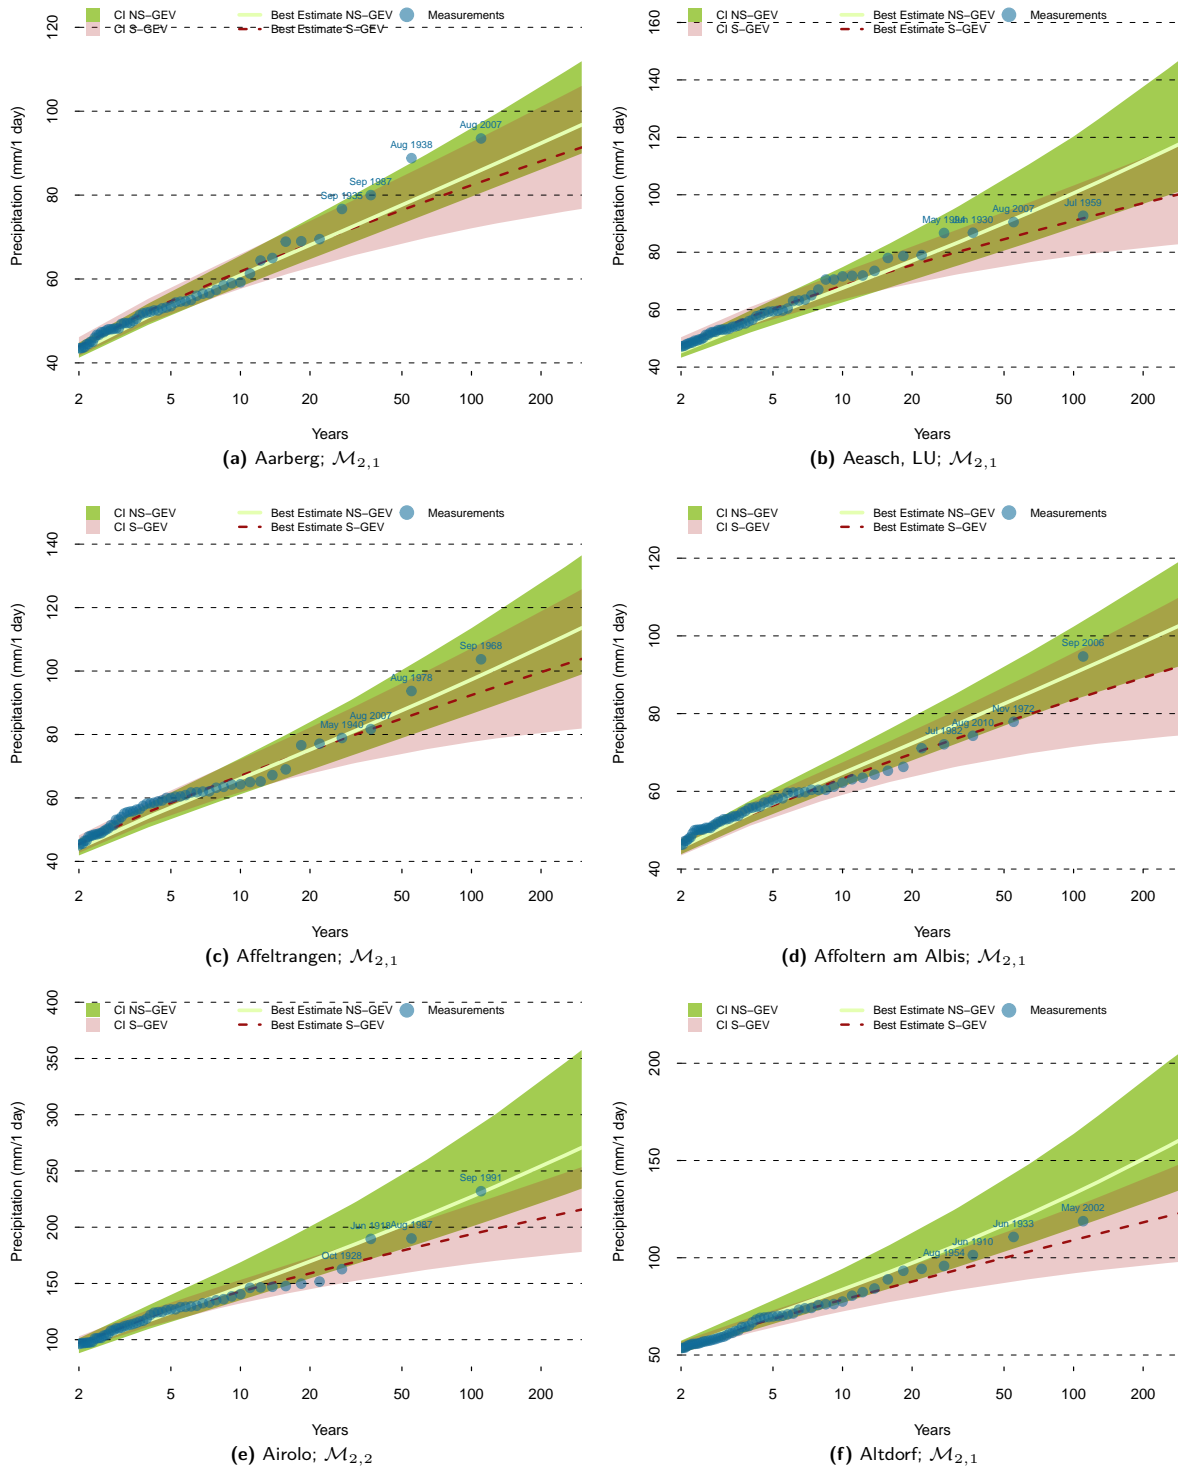 CI NS−GEV Best Estimate NS−GEV Measurements
CI S−GEV Best Estimate S−GEV
Precipitation (mm/1 day)
40 60 80 100 120
Sep 1935
Sep 1987
Aug 1938
Aug 2007
2 5 10 20 50 100 200
Years
(a) Aarberg; M2,1
CI NS−GEV Best Estimate NS−GEV Measurements
CI S−GEV Best Estimate S−GEV
Precipitation (mm/1 day)
40 60 80 100 120 140 160
May 1994
Jun 1930
Aug 2007
Jul 1959
2 5 10 20 50 100 200
Years
(b) Aeasch, LU; M2,1
CI NS−GEV Best Estimate NS−GEV Measurements
CI S−GEV Best Estimate S−GEV
Precipitation (mm/1 day)
40 60 80 100 120 140
May 1940
Aug 2007
Aug 1978
Sep 1968
2 5 10 20 50 100 200
Years
(c) Affeltrangen; M2,1
CI NS−GEV Best Estimate NS−GEV Measurements
CI S−GEV Best Estimate S−GEV
Precipitation (mm/1 day)
40 60 80 100 120
Jul 1982
Aug 2010
Nov 1972
Sep 2006
2 5 10 20 50 100 200
Years
(d) Affoltern am Albis; M2,1
CI NS−GEV Best Estimate NS−GEV Measurements
CI S−GEV Best Estimate S−GEV
Precipitation (mm/1 day)
100 150 200 250 300 350 400
Oct 1928
Jun 1918
Aug 1987
Sep 1991
2 5 10 20 50 100 200
Years
(e) Airolo; M2,2
CI NS−GEV Best Estimate NS−GEV Measurements
CI S−GEV Best Estimate S−GEV
Precipitation (mm/1 day)
50 100 150 200
Aug 1954
Jun 1910
Jun 1933
May 2002
2 5 10 20 50 100 200
Years
(f) Altdorf; M2,1